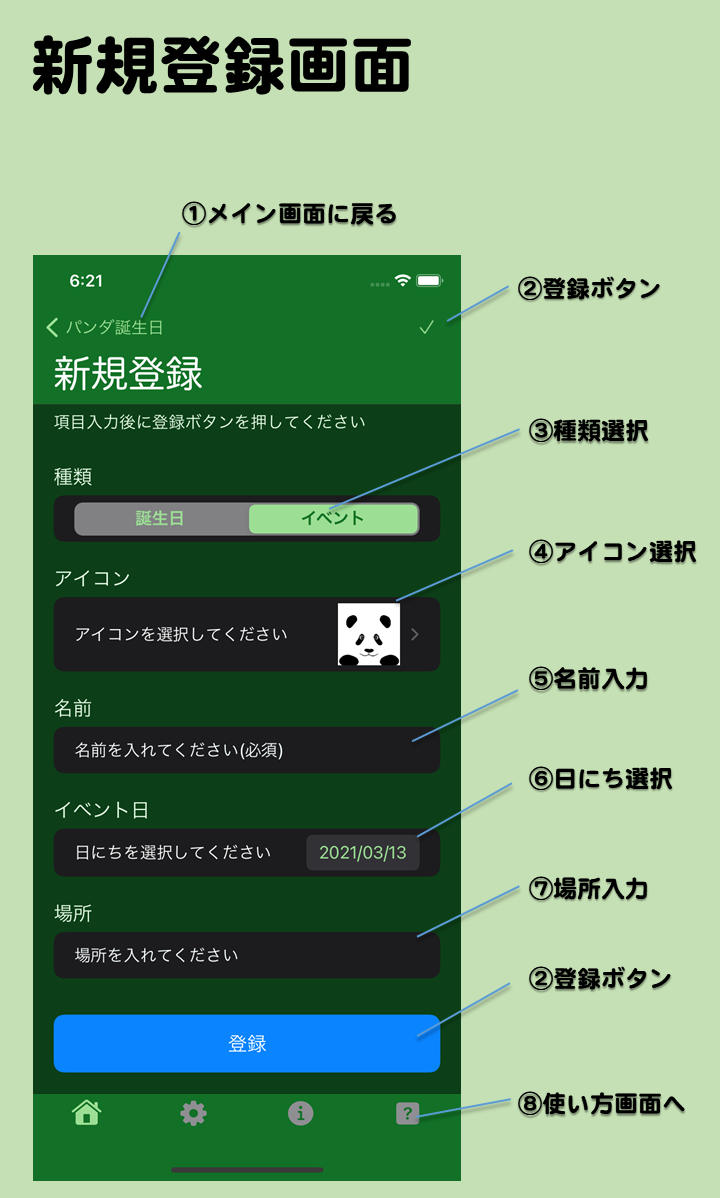 新規登録画面
①メイン画面に戻る
6:21
②登録ボタン
パンダ誕生日
新規登録
項目入力後に登録ボタンを押してください
③種類選択
種類
誕生日 イベント
④アイコン選択
アイコン
アイコンを選択してください
⑤名前入力
名前
名前を入れてください(必須)
⑥日にち選択
イベント日
日にちを選択してください 2021/03/13
⑦場所入力
場所
場所を入れてください
②登録ボタン
登録
⑧使い方画面へ